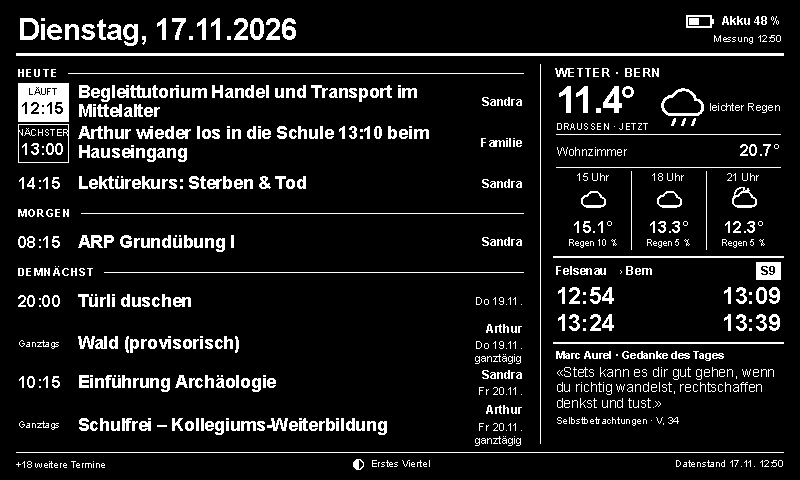 Dienstag, 17.11.2026
Akku 48 %
Messung 12:50
HEUTE
LÄUFT
12:15
Begleittutorium Handel und Transport im
Mittelalter
Sandra
NÄCHSTER
13:00
Arthur wieder los in die Schule 13:10 beim
Hauseingang
Familie
14:15
Lektürekurs: Sterben & Tod
Sandra
MORGEN
08:15
ARP Grundübung I
Sandra
DEMNÄCHST
20:00
Türli duschen
Do 19.11.
Ganztags
Wald (provisorisch)
Arthur
Do 19.11.
ganztägig
10:15
Einführung Archäologie
Sandra
Fr 20.11.
Ganztags
Schulfrei – Kollegiums-Weiterbildung
Arthur
Fr 20.11.
ganztägig
WETTER · BERN
11.4°
leichter Regen
DRAUSSEN · JETZT
Wohnzimmer 20.7°
15 Uhr 18 Uhr 21 Uhr
15.1° 13.3° 12.3°
Regen 10 % Regen 5 % Regen 5 %
Felsenau › Bern S9
12:54 13:09
13:24 13:39
Marc Aurel · Gedanke des Tages
«Stets kann es dir gut gehen, wenn
du richtig wandelst, rechtschaffen
denkst und tust.»
Selbstbetrachtungen · V, 34
+18 weitere Termine
Erstes Viertel
Datenstand 17.11. 12:50